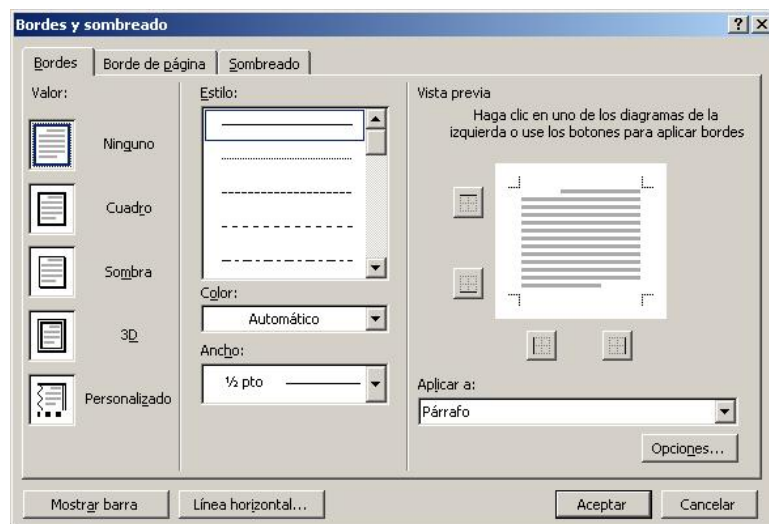 Bordes y sombreado
Bordes
Borde de página
Sombreado
Valor:
Ninguno
Cuadro
Sombra
3D
Personalizado
Estilo:
Color:
Automático
Ancho:
½ pto
Vista previa
Haga clic en uno de los diagramas de la
izquierda o use los botones para aplicar bordes
Aplicar a:
Párrafo
Opciones...
Mostrar barra
Línea horizontal...
Aceptar
Cancelar